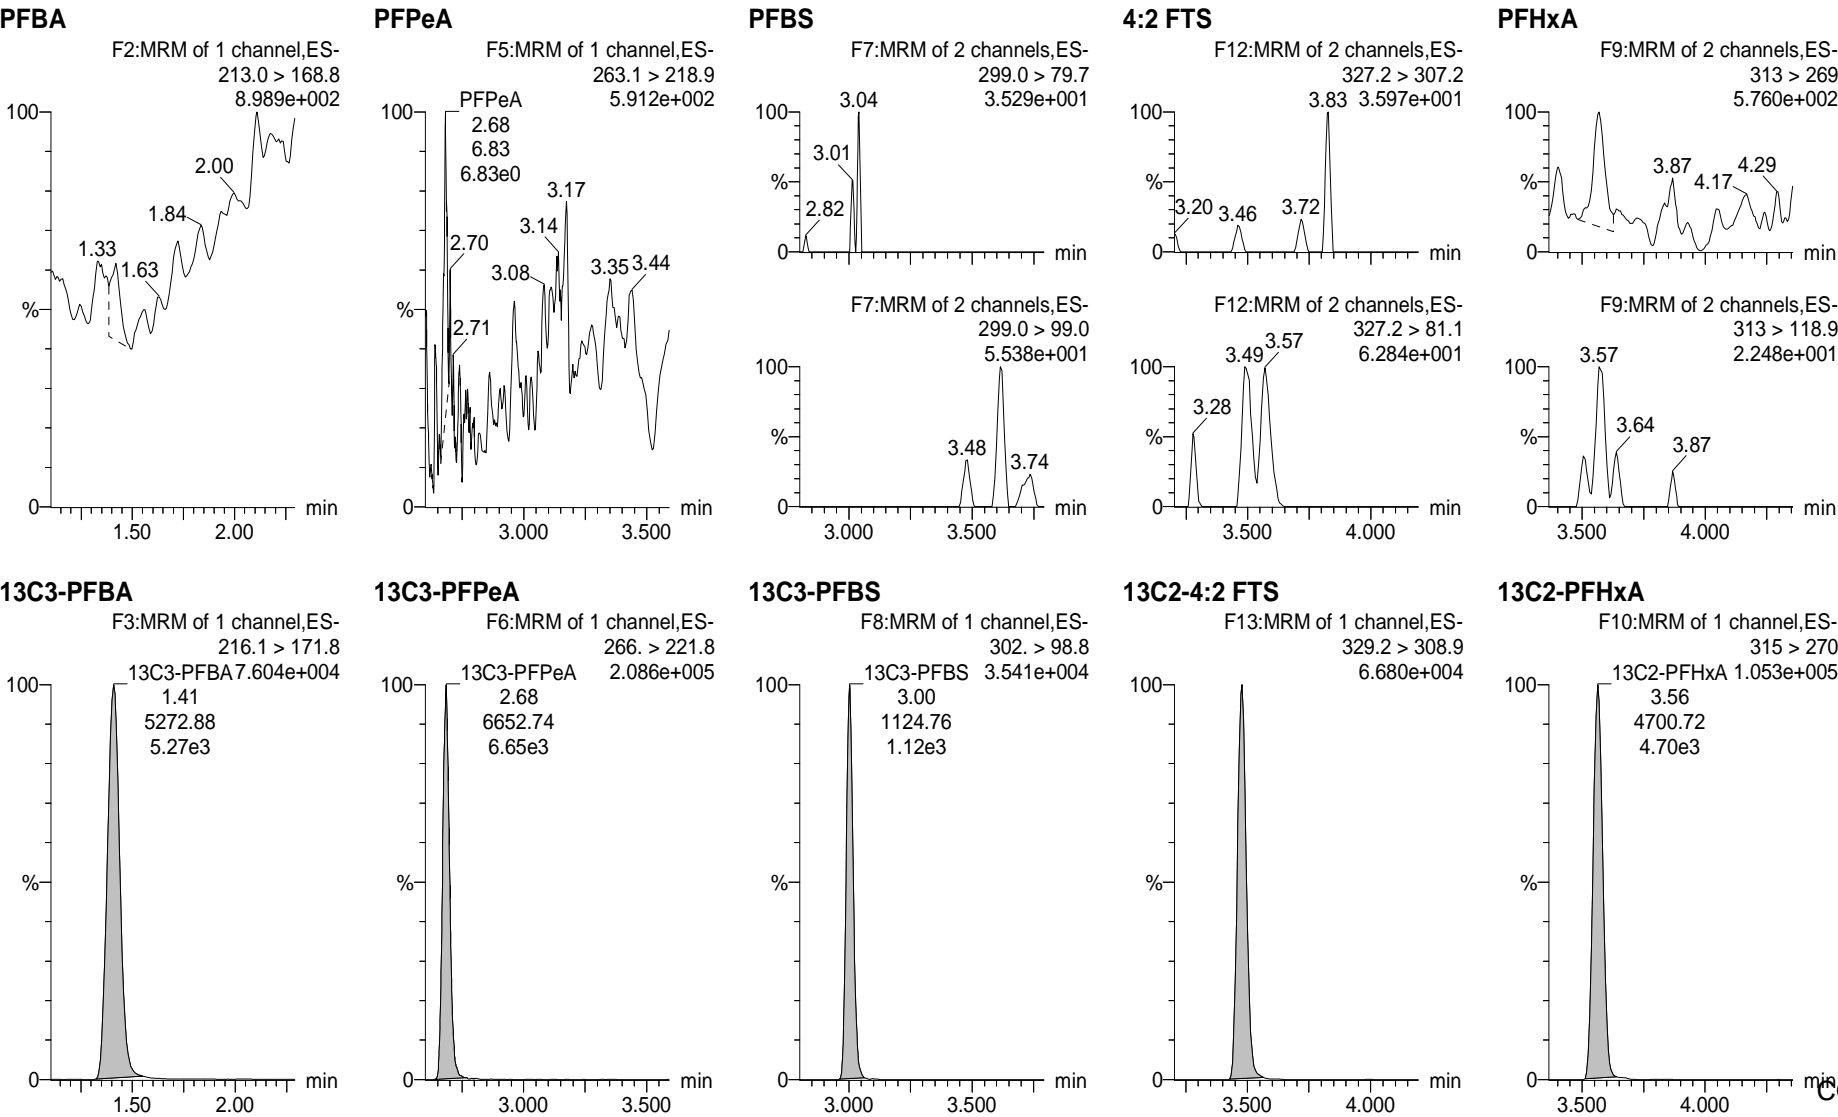 PFBA
F2:MRM of 1 channel,ES-
213.0 > 168.8
8.989e+002
100
2.00
1.84
1.33
1.63
%
0
min
1.50
2.00
PFPeA
F5:MRM of 1 channel,ES-
263.1 > 218.9
5.912e+002
PFPeA
100
2.68
6.83
6.83e0
3.17
3.14
2.70
3.08
3.35
3.44
%
2.71
0
min
3.000
3.500
PFBS
F7:MRM of 2 channels,ES-
299.0 > 79.7
3.529e+001
3.04
100
3.01
%
2.82
0
min
F7:MRM of 2 channels,ES-
299.0 > 99.0
5.538e+001
100
%
3.48
3.74
0
min
3.000
3.500
4:2 FTS
F12:MRM of 2 channels,ES-
327.2 > 307.2
3.83
3.597e+001
100
%
3.20
3.46
3.72
0
min
F12:MRM of 2 channels,ES-
327.2 > 81.1
6.284e+001
3.49
3.57
100
3.28
%
0
min
3.500
4.000
PFHxA
F9:MRM of 2 channels,ES-
313 > 269
5.760e+002
100
%
3.87
4.17
4.29
0
min
F9:MRM of 2 channels,ES-
313 > 118.9
2.248e+001
3.57
100
3.64
%
3.87
0
min
3.500
4.000
13C3-PFBA
F3:MRM of 1 channel,ES-
216.1 > 171.8
13C3-PFBA
7.604e+004
100
1.41
5272.88
5.27e3
%
0
min
1.50
2.00
13C3-PFPeA
F6:MRM of 1 channel,ES-
266. > 221.8
13C3-PFPeA
2.086e+005
100
2.68
6652.74
6.65e3
%
0
min
3.000
3.500
13C3-PFBS
F8:MRM of 1 channel,ES-
302. > 98.8
13C3-PFBS
3.541e+004
100
3.00
1124.76
1.12e3
%
0
min
3.000
3.500
13C2-4:2 FTS
F13:MRM of 1 channel,ES-
329.2 > 308.9
6.680e+004
100
%
0
min
3.500
4.000
13C2-PFHxA
F10:MRM of 1 channel,ES-
315 > 270
13C2-PFHxA
1.053e+005
100
3.56
4700.72
4.70e3
%
0
min
3.500
4.000